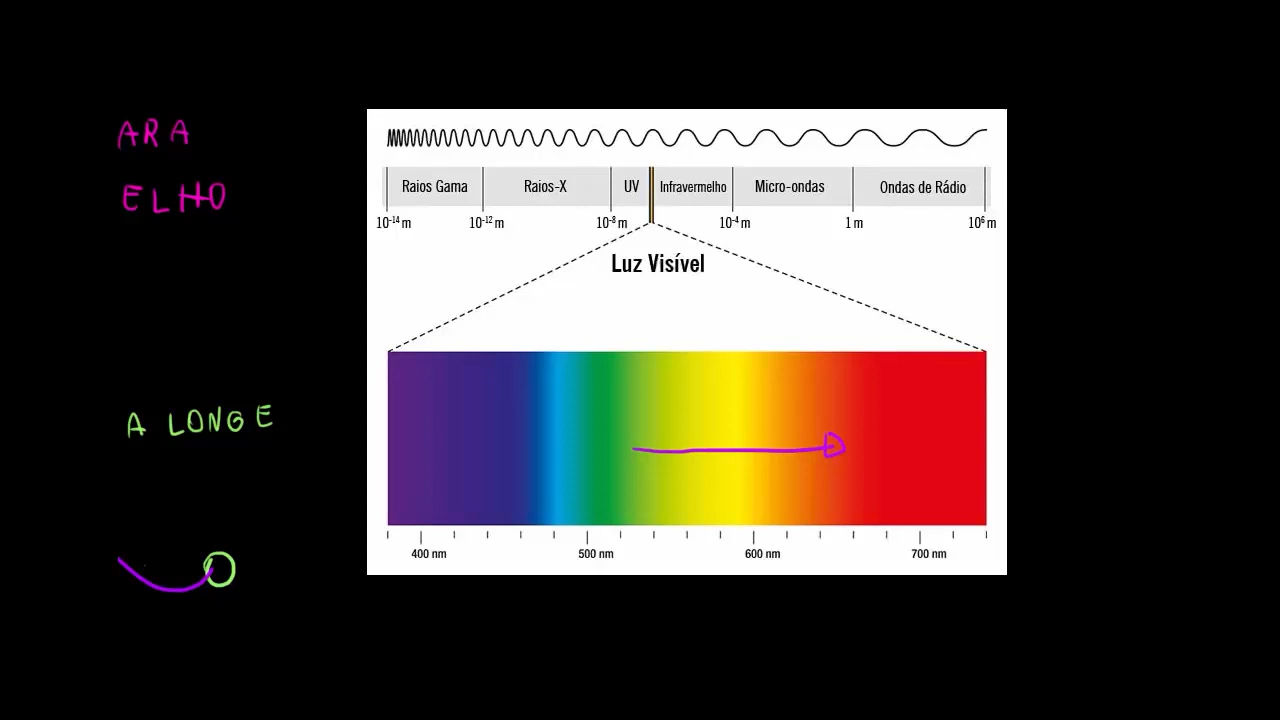 ARA
ELHO
A LONGE
Raios Gama Raios-X UV Infravermelho Micro-ondas Ondas de Rádio
10⁻¹⁴ m 10⁻¹² m 10⁻⁸ m 10⁻⁴ m 1 m 10⁶ m
Luz Visível
400 nm 500 nm 600 nm 700 nm